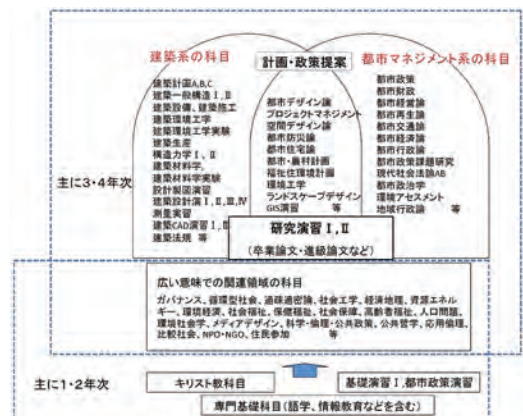 建築系の科目
建築計画A,B,C
建築一般構造Ⅰ,Ⅱ
建築設備、建築施工
建築環境工学
建築環境工学実験
建築生産
構造力学Ⅰ、Ⅱ
建築材料学,
建築材料学実験
設計製図演習
建築設計演Ⅰ,Ⅱ,Ⅲ,Ⅳ
測量実習
建築CAD演習Ⅰ,Ⅱ
建築法規 等
計画・政策提案
都市デザイン論
プロジェクトマネジメント
空間デザイン論
都市防災論
都市住宅論
都市・農村計画
福祉住環境計画
環境工学
ランドスケープデザイン
GIS演習 等
都市マネジメント系の科目
都市政策
都市財政
都市経営論
都市再生論
都市交通論
都市経済論
都市行政論
都市政策課題研究
現代社会論AB
都市政治学
環境アセスメント
地域行政論 等
主に3・4年次
研究演習Ⅰ,Ⅱ
(卒業論文・進級論文など)
広い意味での関連領域の科目
ガバナンス、循環型社会、過疎過密論、社会工学、経済地理、資源エネル
ギー、環境経済、社会福祉、保健福祉、社会保障、高齢者福祉、人口問題、
環境社会学、メディアデザイン、科学・倫理・公共政策、公共哲学、応用倫理、
比較社会、NPO・NGO、住民参加 等
主に1・2年次
キリスト教科目
基礎演習Ⅰ,都市政策演習
専門基礎科目(語学、情報教育などを含む)